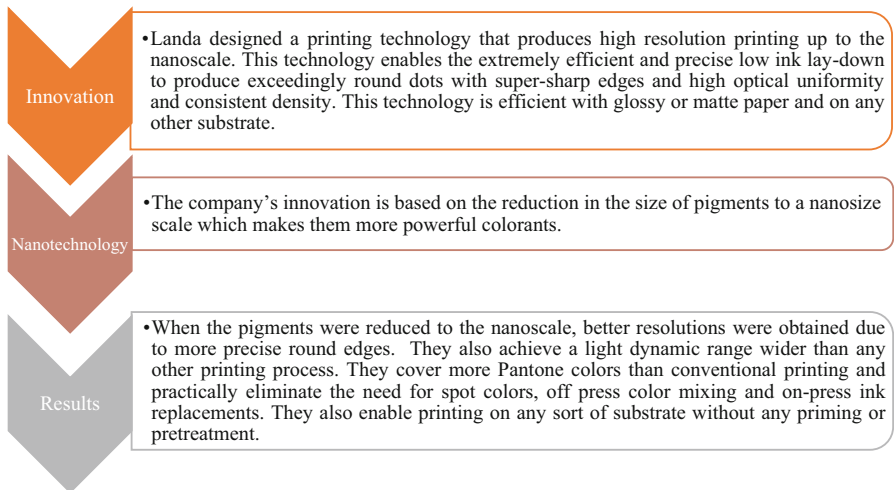 Innovation
•Landa designed a printing technology that produces high resolution printing up to the
nanoscale. This technology enables the extremely efficient and precise low ink lay-down
to produce exceedingly round dots with super-sharp edges and high optical uniformity
and consistent density. This technology is efficient with glossy or matte paper and on any
other substrate.
Nanotechnology
•The company’s innovation is based on the reduction in the size of pigments to a nanosize
scale which makes them more powerful colorants.
Results
•When the pigments were reduced to the nanoscale, better resolutions were obtained due
to more precise round edges. They also achieve a light dynamic range wider than any
other printing process. They cover more Pantone colors than conventional printing and
practically eliminate the need for spot colors, off press color mixing and on-press ink
replacements. They also enable printing on any sort of substrate without any priming or
pretreatment.